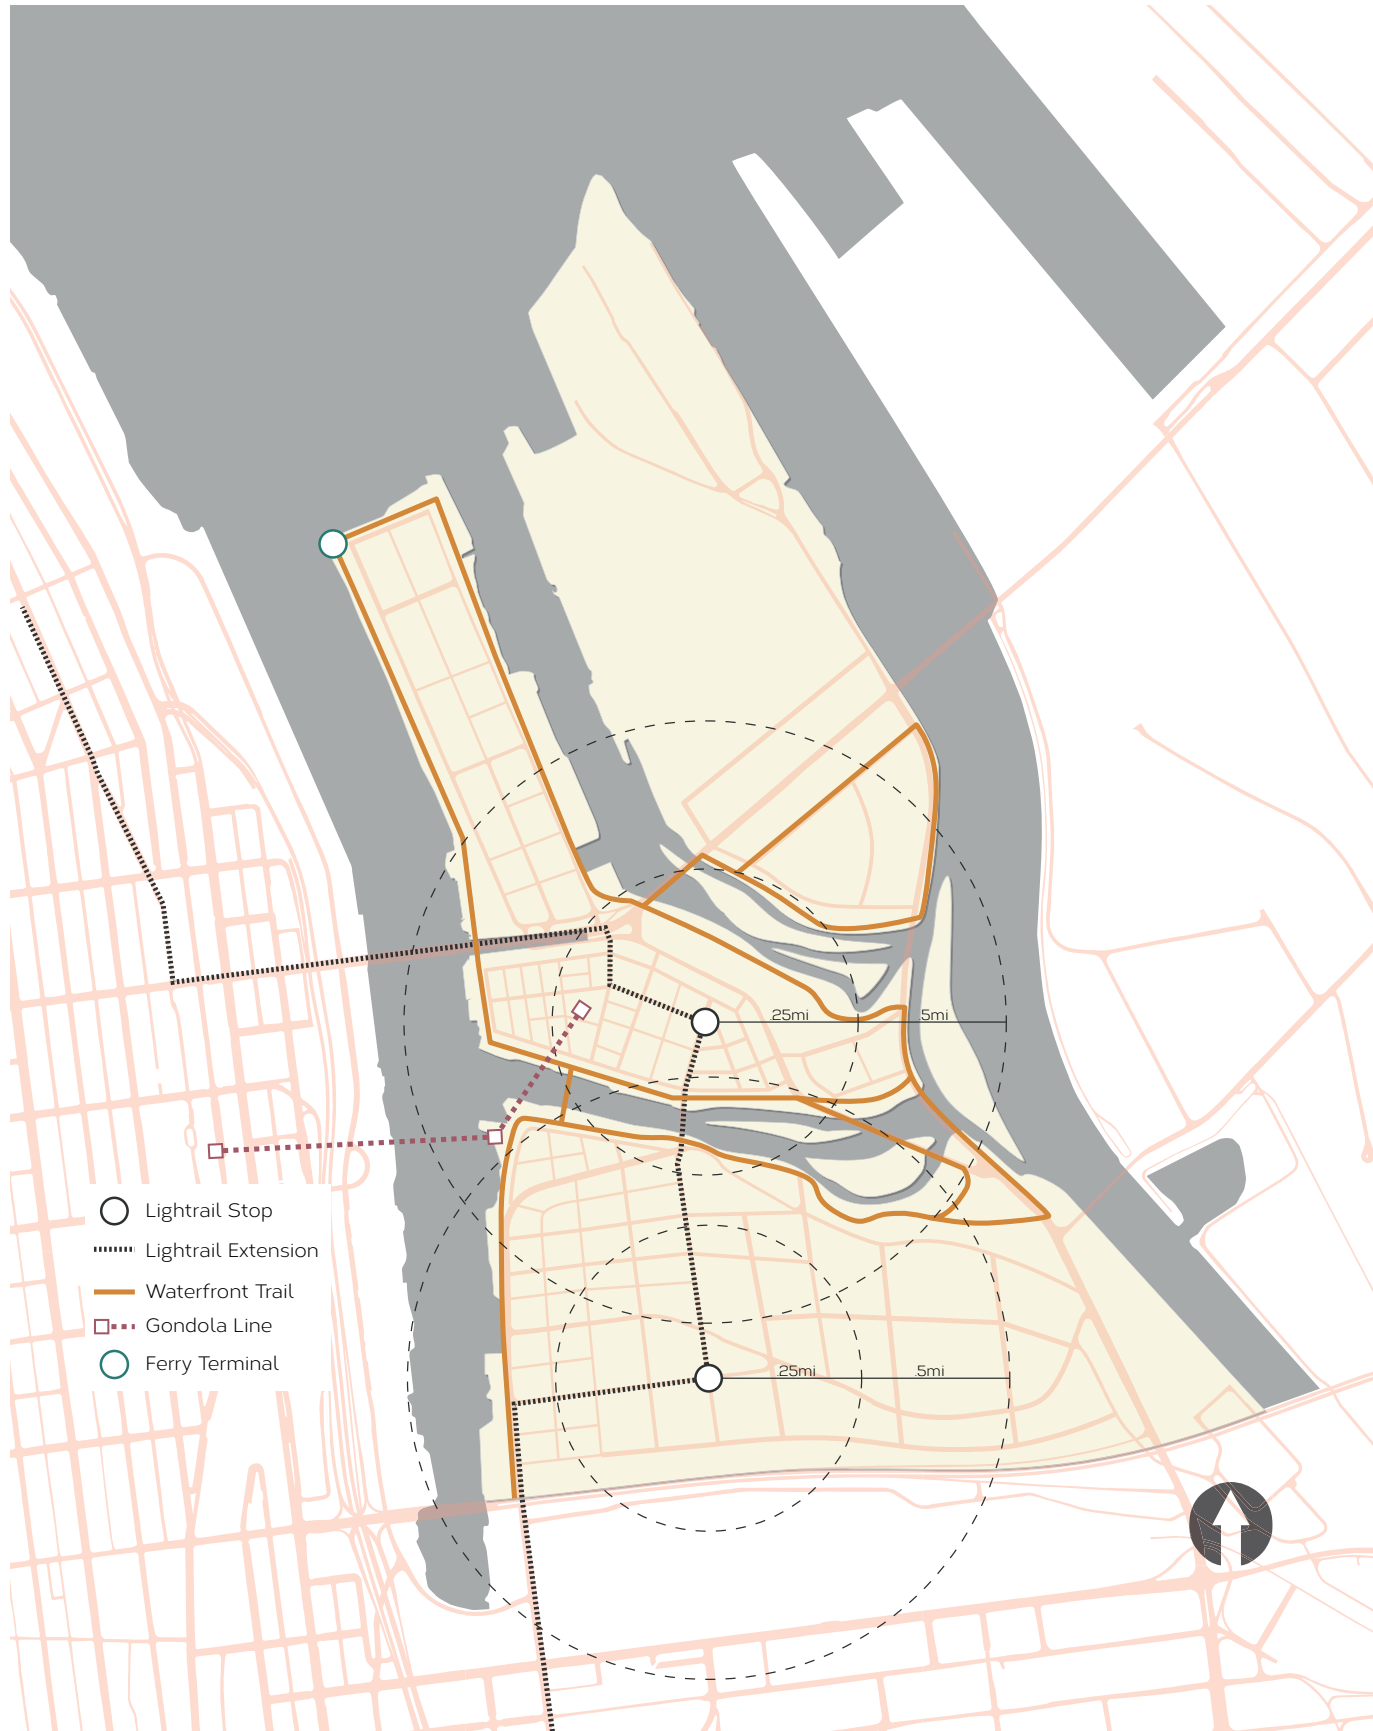 .25mi
.5mi
Lightrail Stop
Lightrail Extension
Waterfront Trail
Gondola Line
Ferry Terminal
.25mi
.5mi